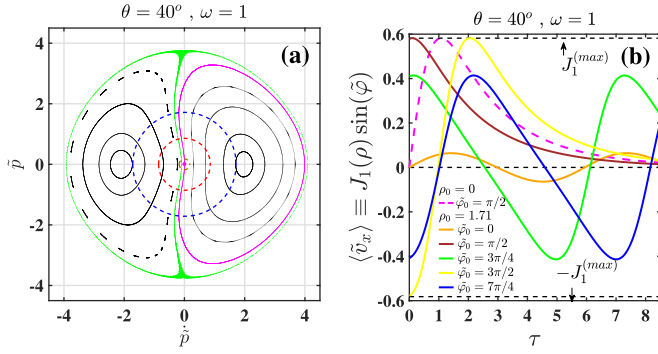 θ = 40° , ω = 1
(a)
p̃
4
2
0
-2
-4
-4 -2 0 2 4
p̃̇
θ = 40° , ω = 1
(b)
⟨ṽₓ⟩ ≡ J₁(ρ) sin(φ̃)
0.6
0.4
0.2
0
-0.2
-0.4
-0.6
J₁⁽ᵐᵃˣ⁾
ρ₀ = 0
φ̃₀ = π/2
ρ₀ = 1.71
φ̃₀ = 0
φ̃₀ = π/2
φ̃₀ = 3π/4
φ̃₀ = 3π/2
φ̃₀ = 7π/4
−J₁⁽ᵐᵃˣ⁾
0 1 2 3 4 5 6 7 8
τ